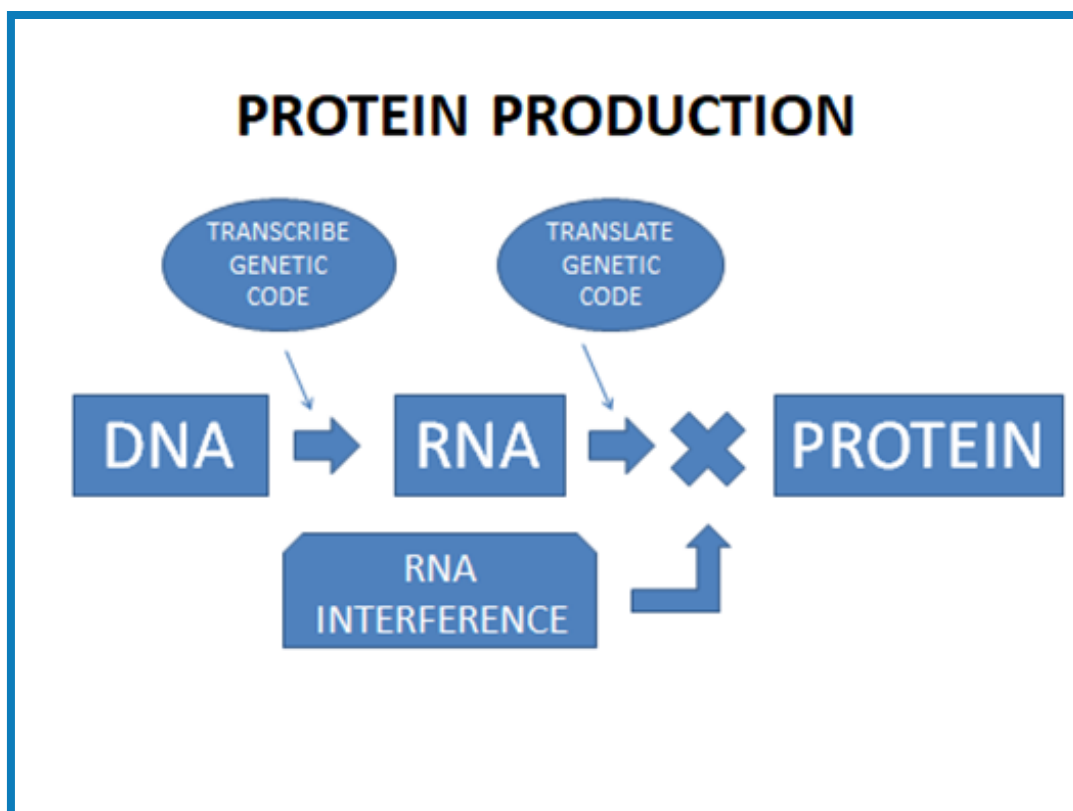 PROTEIN PRODUCTION
TRANSCRIBE
GENETIC
CODE
TRANSLATE
GENETIC
CODE
DNA
RNA
PROTEIN
RNA
INTERFERENCE